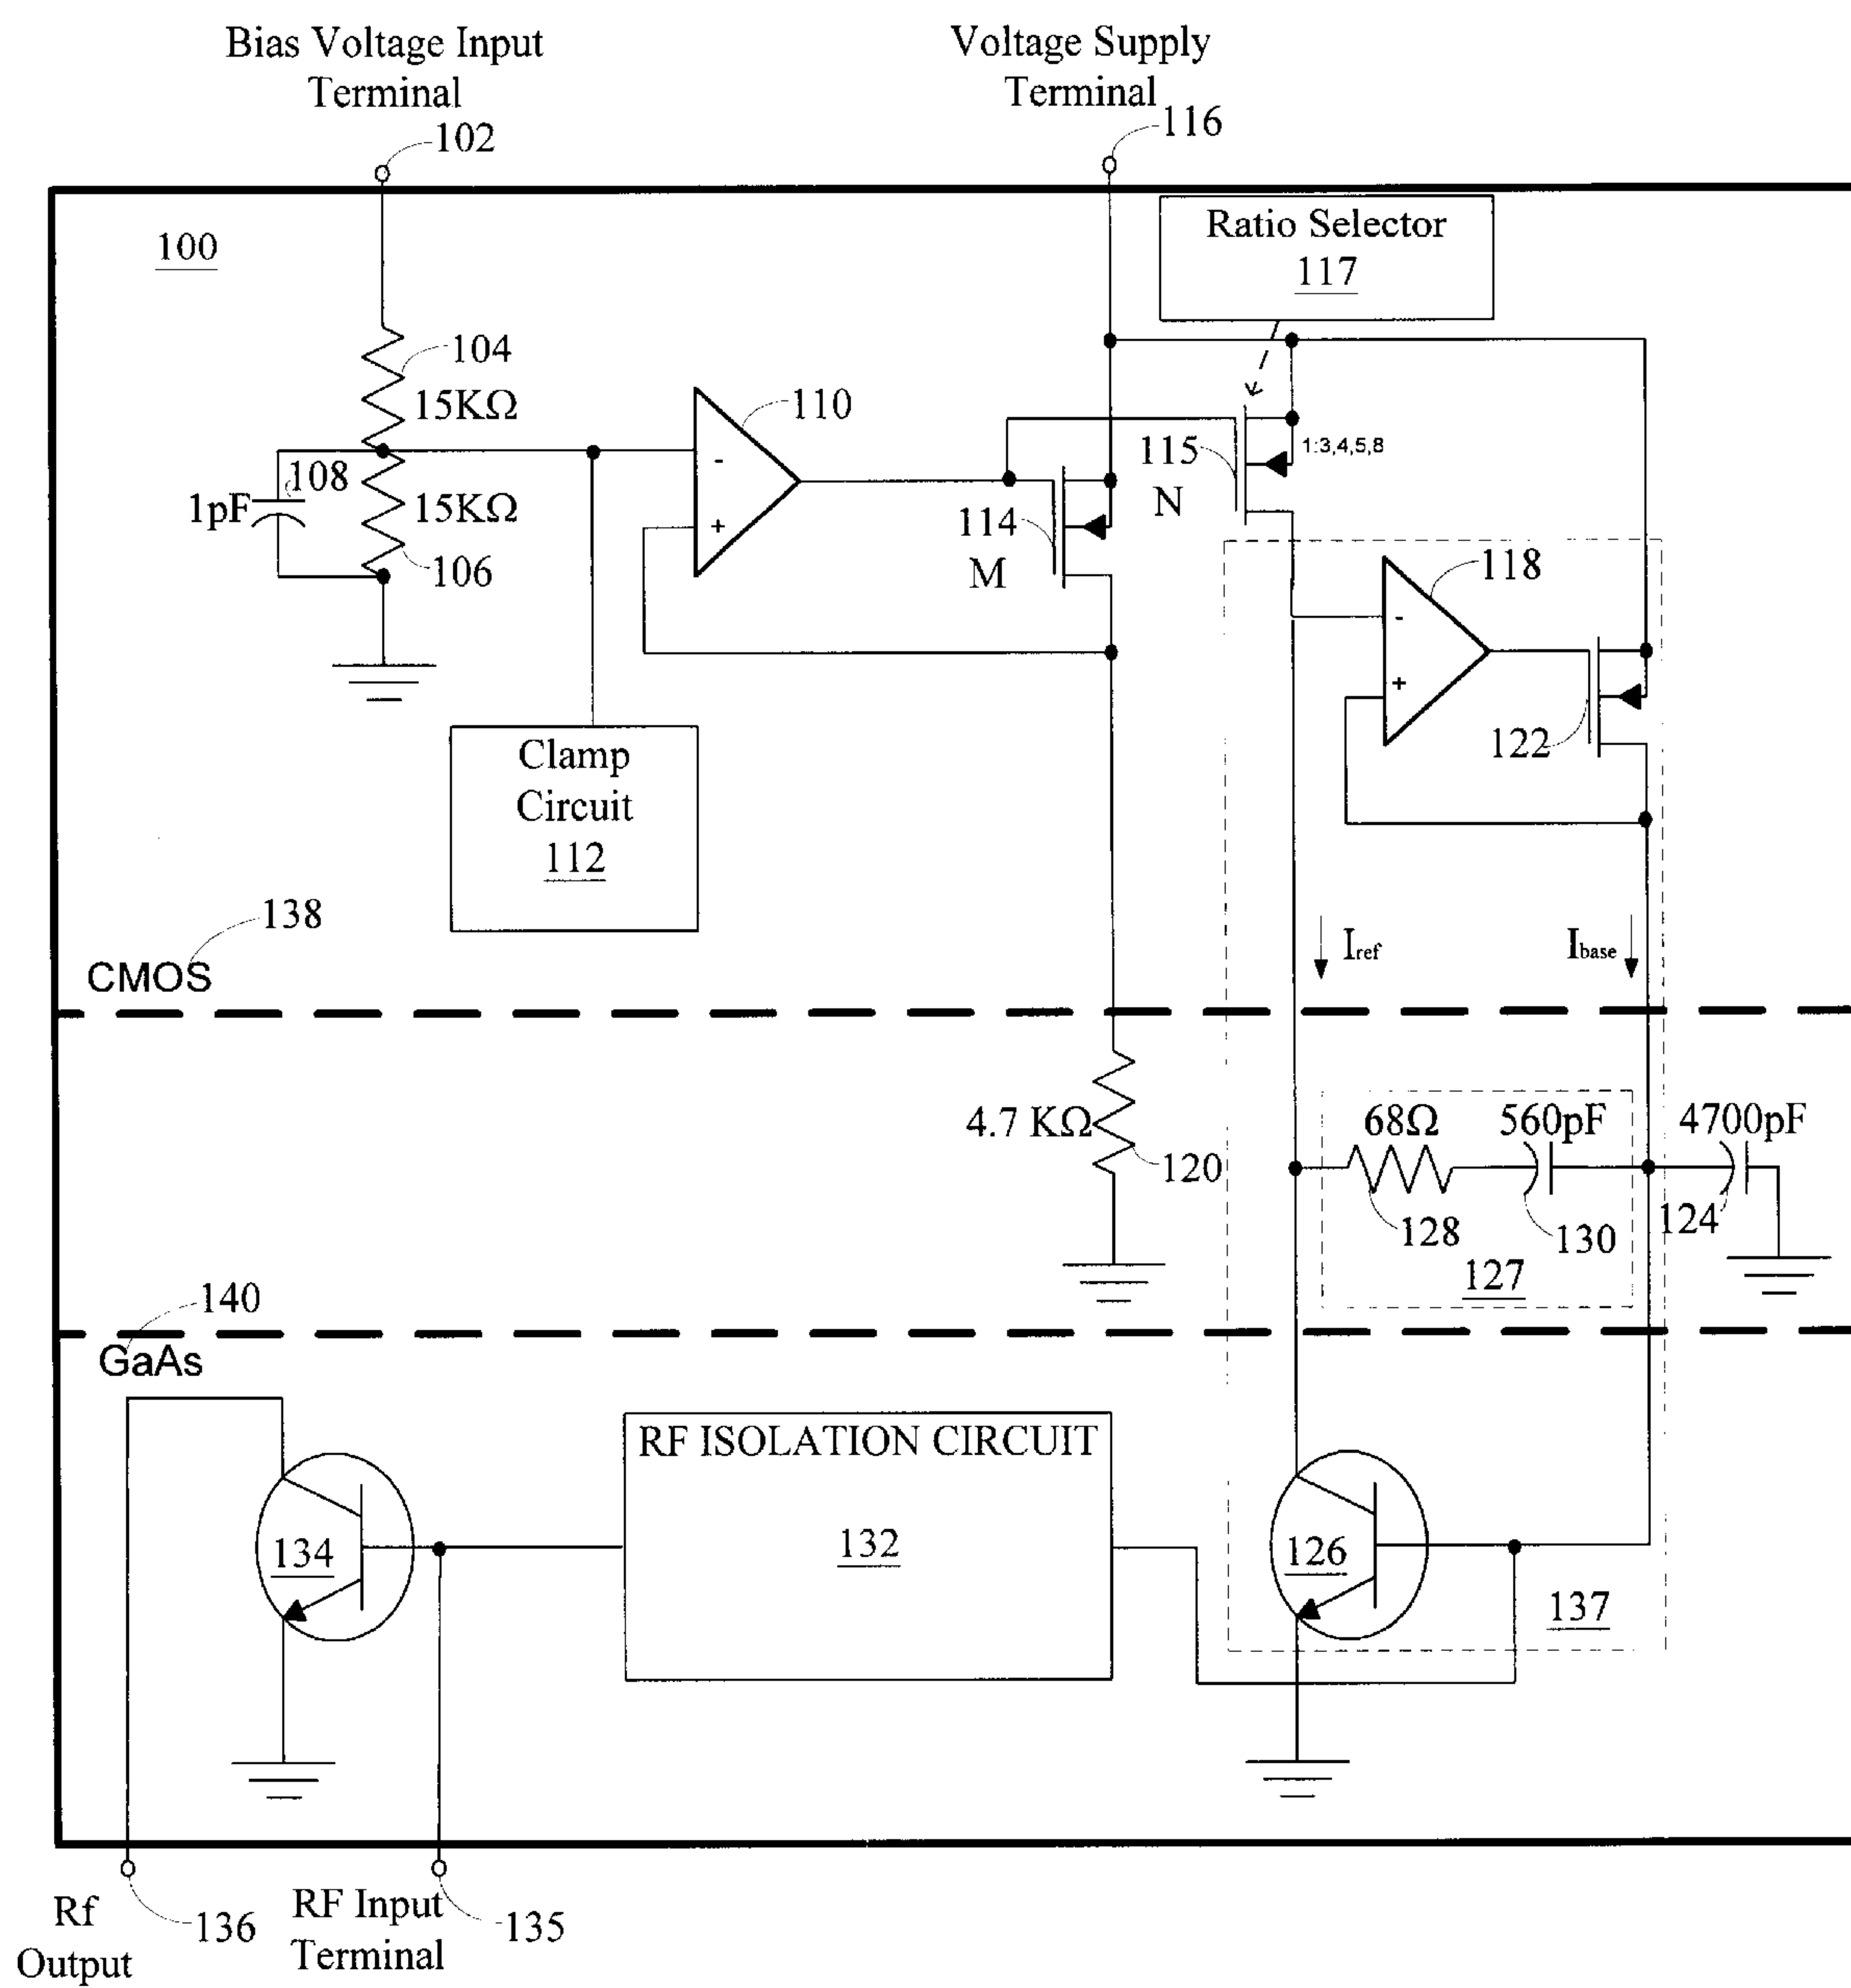 Bias Voltage Input
Terminal
102
Voltage Supply
Terminal
116
100
Ratio Selector
117
104
15KΩ
108
1pF
15KΩ
106
-
+
110
114
M
115
N
1:3,4,5,8
118
-
+
122
Clamp
Circuit
112
138
CMOS
Iref
Ibase
4.7 KΩ
120
68Ω
560pF
4700pF
128
130
124
127
140
GaAs
RF ISOLATION CIRCUIT
132
134
126
137
Rf
Output
136
RF Input
Terminal
135